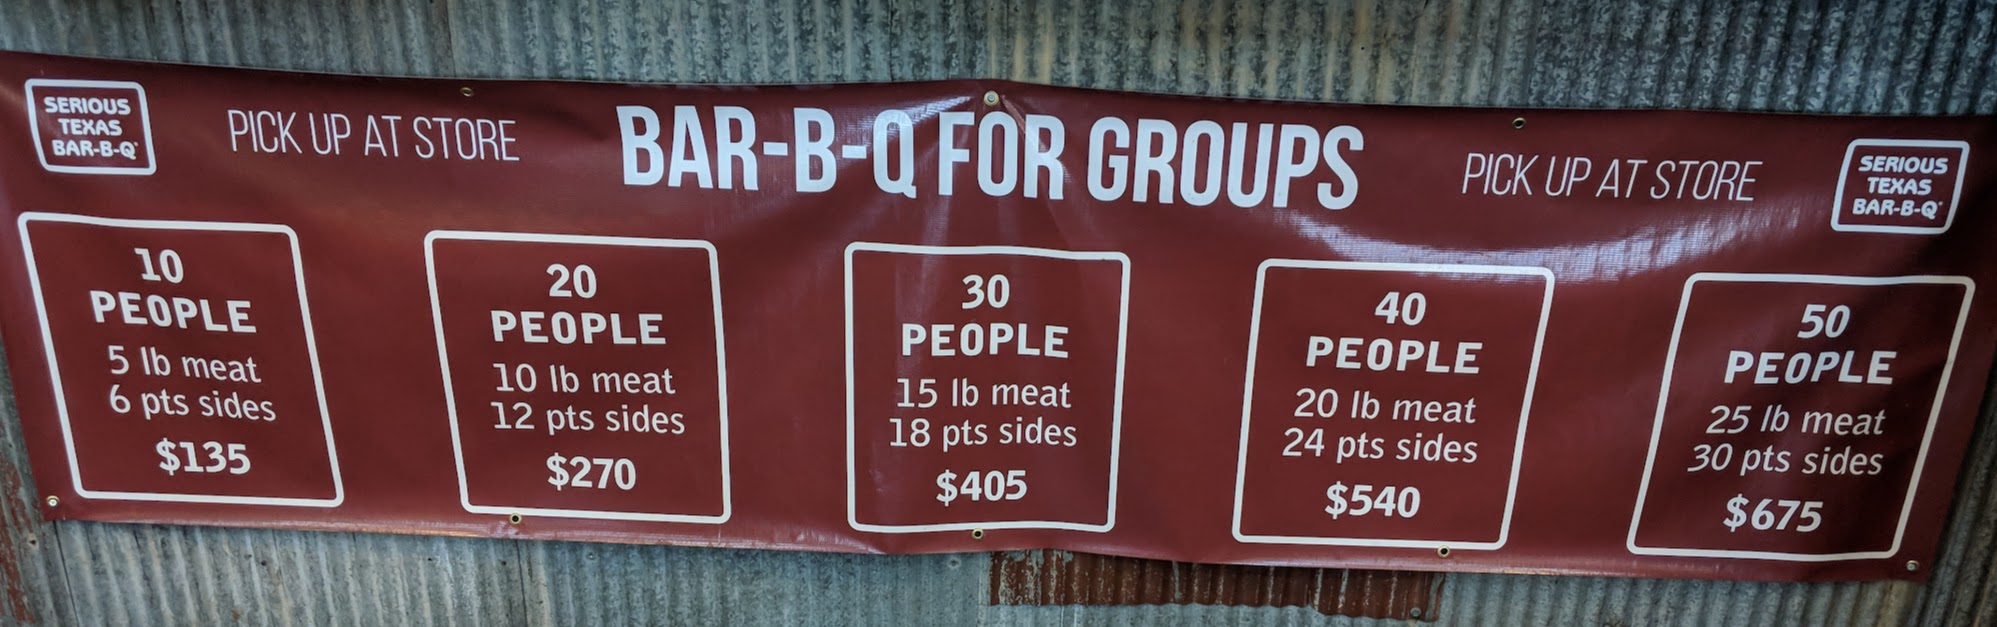 SERIOUS
TEXAS
BAR-B-Q
PICK UP AT STORE
BAR-B-Q FOR GROUPS
PICK UP AT STORE
SERIOUS
TEXAS
BAR-B-Q
10
PEOPLE
5 lb meat
6 pts sides
$135
20
PEOPLE
10 lb meat
12 pts sides
$270
30
PEOPLE
15 lb meat
18 pts sides
$405
40
PEOPLE
20 lb meat
24 pts sides
$540
50
PEOPLE
25 lb meat
30 pts sides
$675